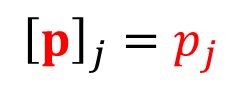 [𝐩]ⱼ = 𝑝ⱼ